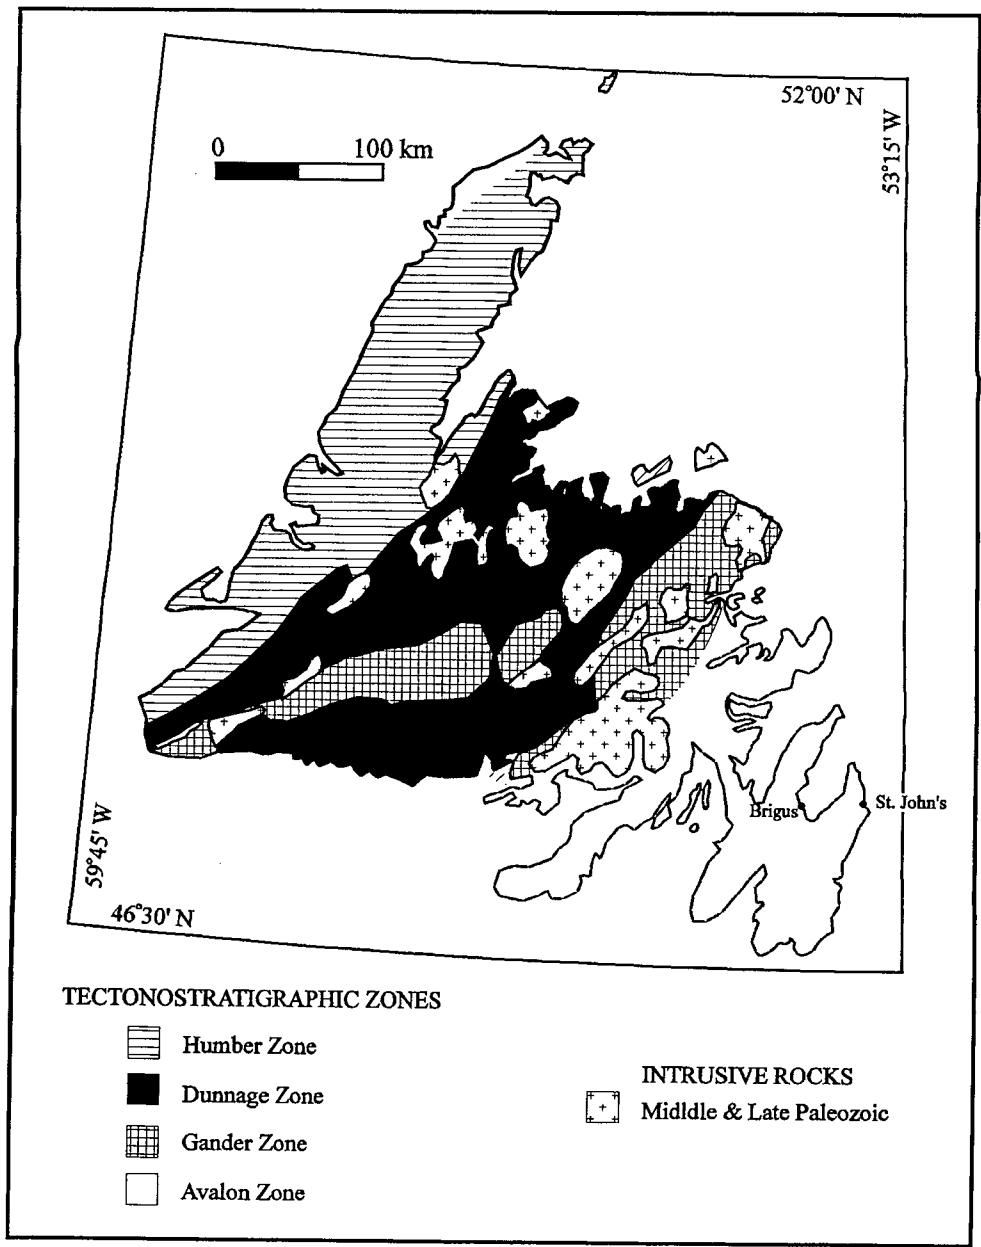 52°00' N
53°15' W
0 100 km
Brigus
St. John's
59°45' W
46°30' N
TECTONOSTRATIGRAPHIC ZONES
Humber Zone
Dunnage Zone
Gander Zone
Avalon Zone
INTRUSIVE ROCKS
Midldle & Late Paleozoic